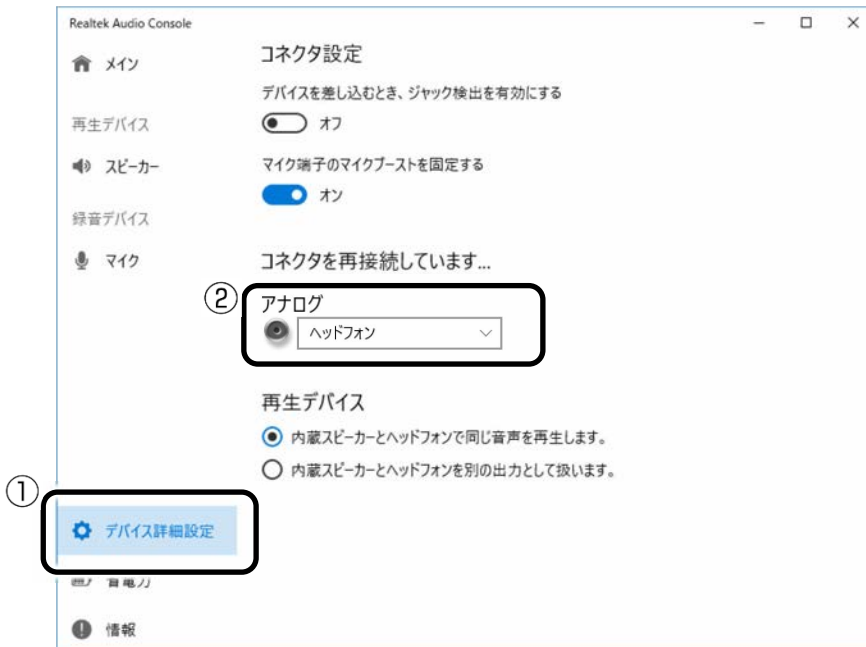 Realtek Audio Console
メイン
再生デバイス
スピーカー
録音デバイス
マイク
コネクタ設定
デバイスを差し込むとき、ジャック検出を有効にする
オフ
マイク端子のマイクブーストを固定する
オン
コネクタを再接続しています...
②
アナログ
ヘッドフォン
再生デバイス
内蔵スピーカーとヘッドフォンで同じ音声を再生します。
内蔵スピーカーとヘッドフォンを別の出力として扱います。
①
デバイス詳細設定
省電力
情報